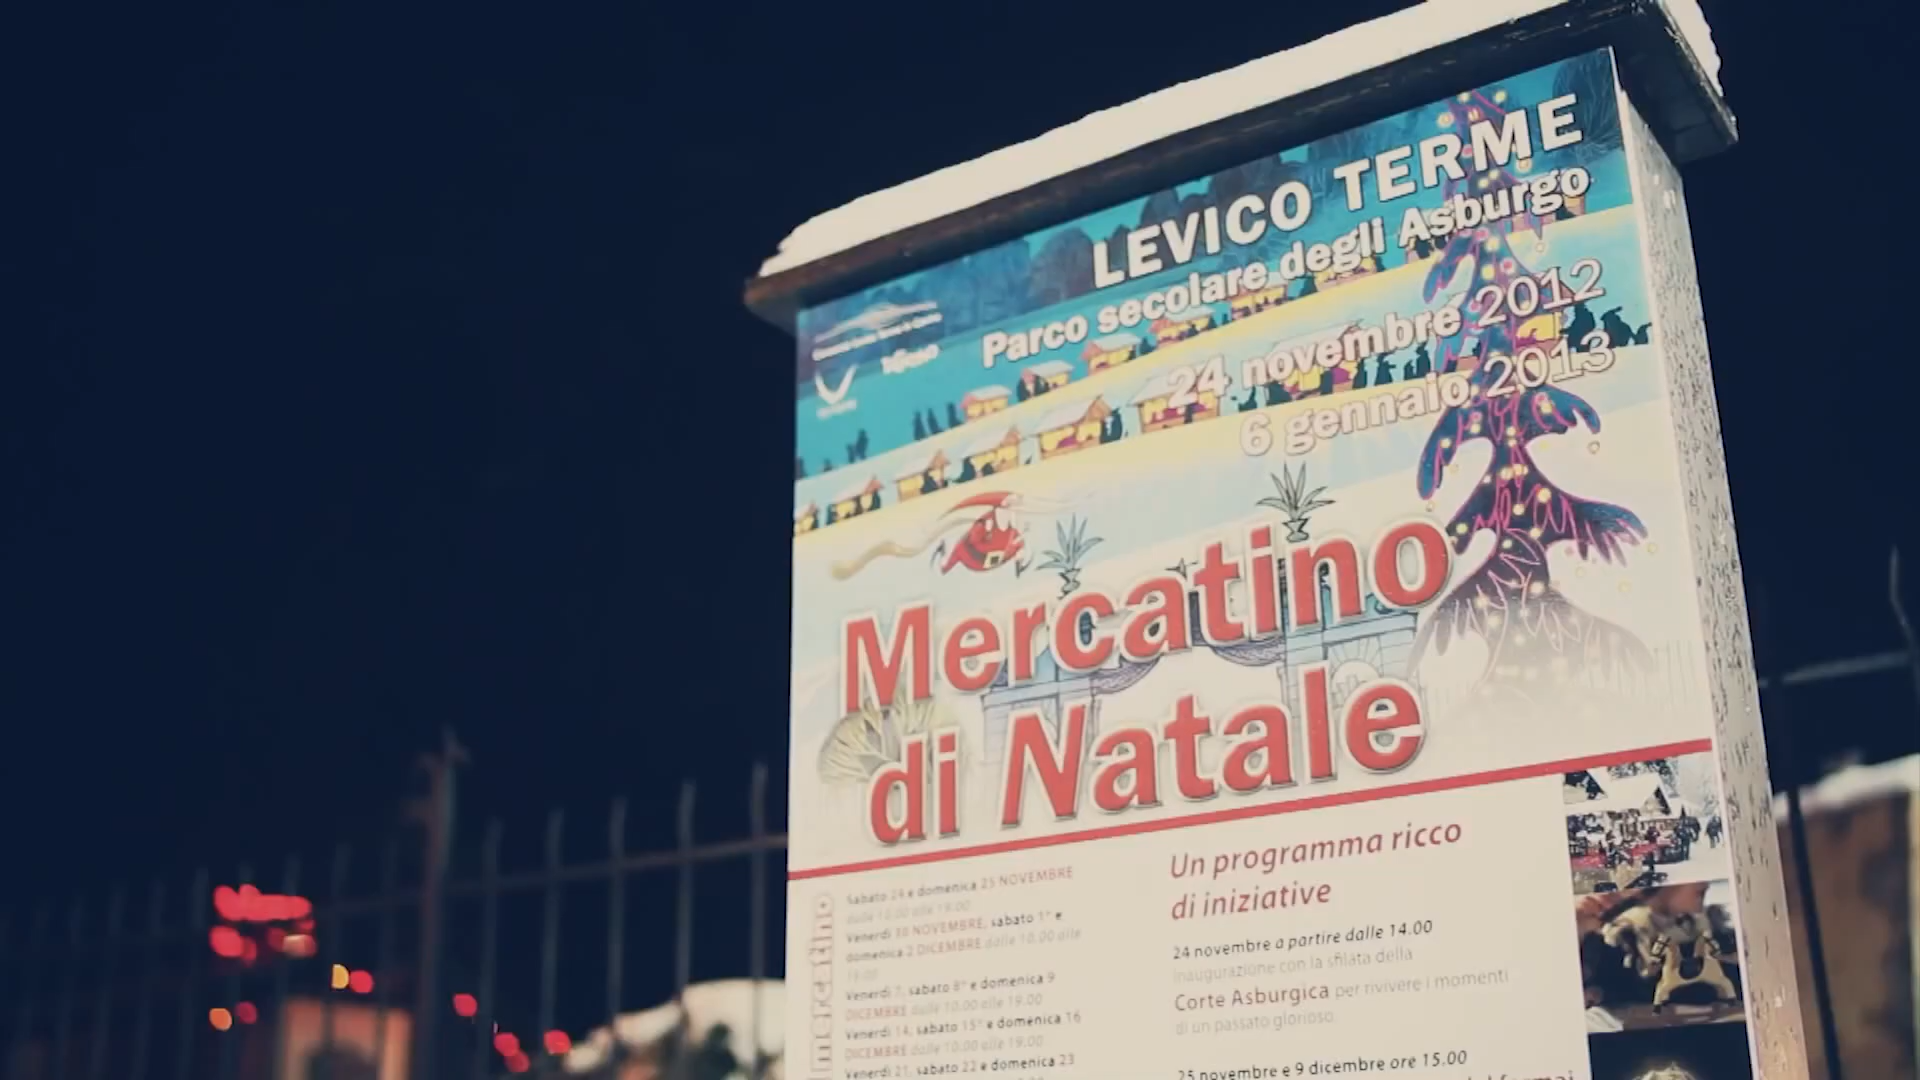 LEVICO TERME
Parco secolare degli Asburgo
24 novembre 2012
6 gennaio 2013
Mercatino
di Natale
Sabato 24 e domenica 25 NOVEMBRE
dalle 10.00 alle 19.00
Venerdì 30 NOVEMBRE, sabato 1° e
domenica 2 DICEMBRE dalle 10.00 alle
19.00
Venerdì 7, sabato 8° e domenica 9
DICEMBRE dalle 10.00 alle 19.00
Venerdì 14, sabato 15° e domenica 16
DICEMBRE dalle 10.00 alle 19.00
Venerdì 21, sabato 22 e domenica 23
Un programma ricco
di iniziative
24 novembre a partire dalle 14.00
inaugurazione con la sfilata della
Corte Asburgica per rivivere i momenti
di un passato glorioso.
25 novembre e 9 dicembre ore 15.00